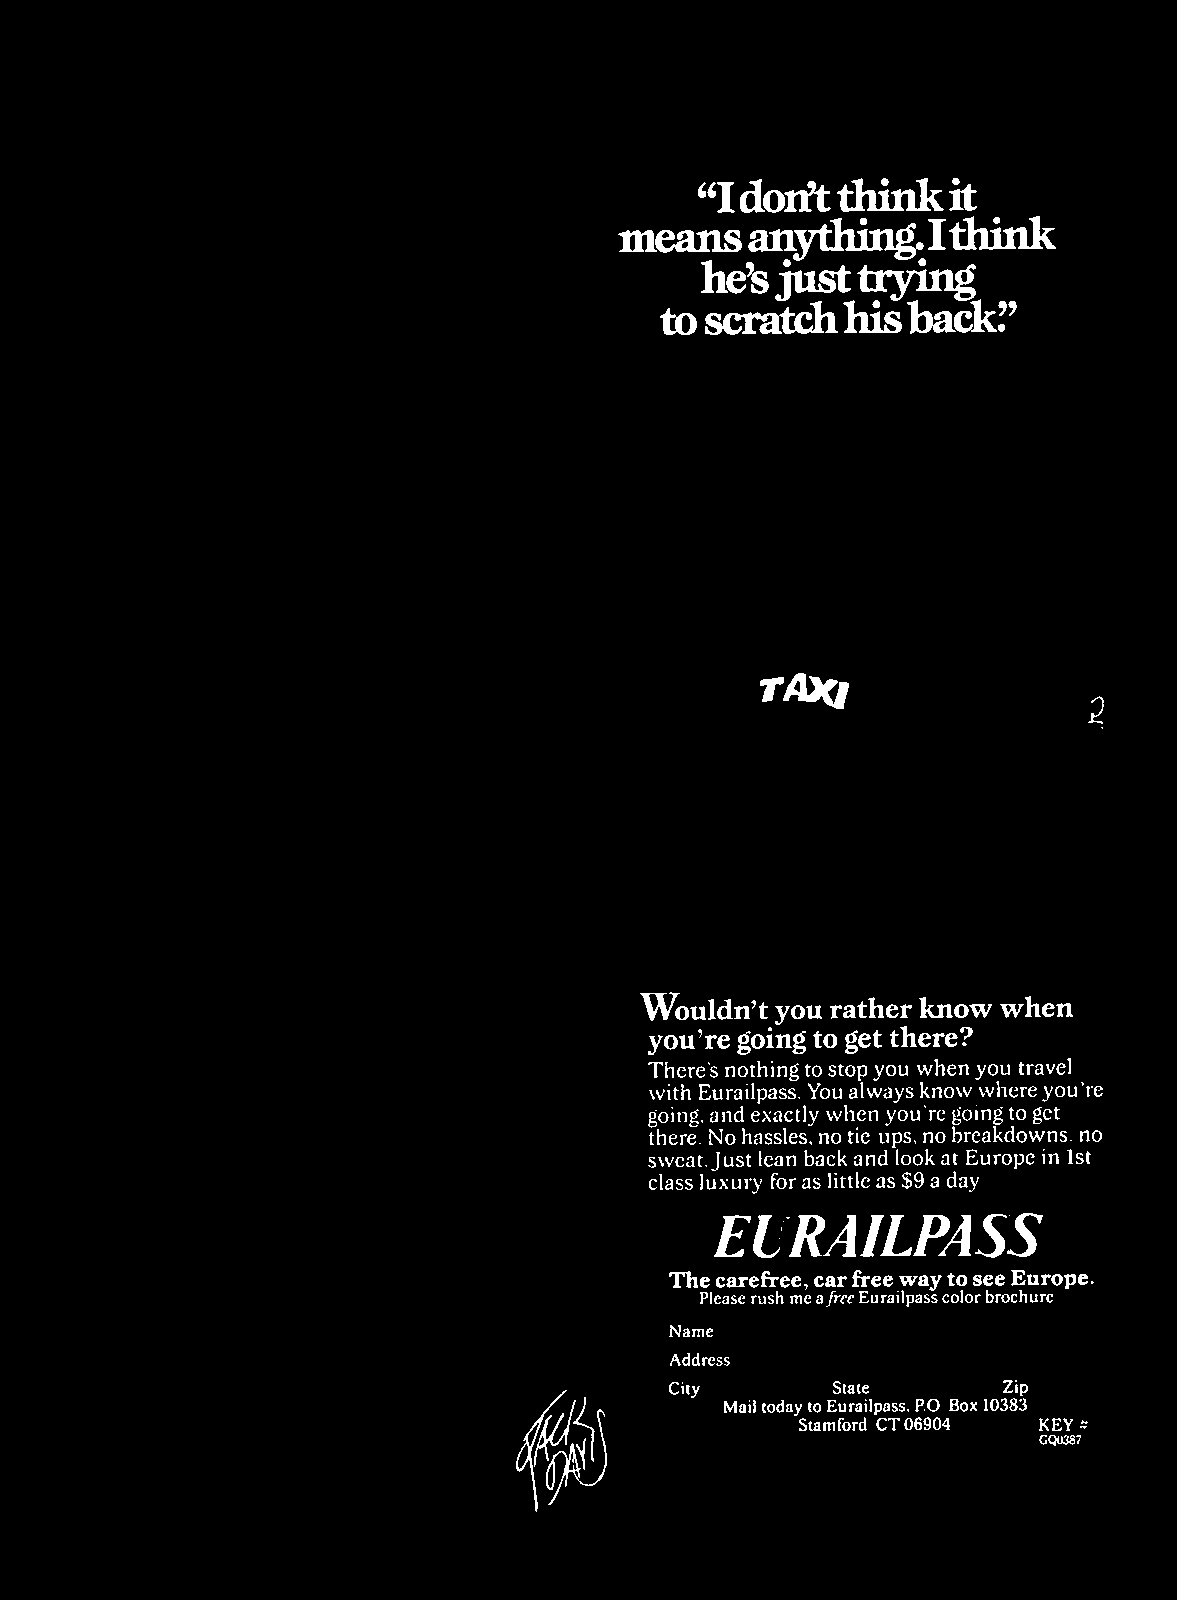 “I don’t think it
means anything. I think
he’s just trying
to scratch his back.”
TAXI
2
Wouldn’t you rather know when
you’re going to get there?
There’s nothing to stop you when you travel
with Eurailpass. You always know where you’re
going, and exactly when you’re going to get
there. No hassles, no tie ups, no breakdowns, no
sweat. Just lean back and look at Europe in 1st
class luxury for as little as $9 a day
EURAILPASS
The carefree, car free way to see Europe.
Please rush me a free Eurailpass color brochure
Name
Address
City State Zip
Mail today to Eurailpass, P.O Box 10383
Stamford CT 06904 KEY #
GQ0387
JACK
DAVIS